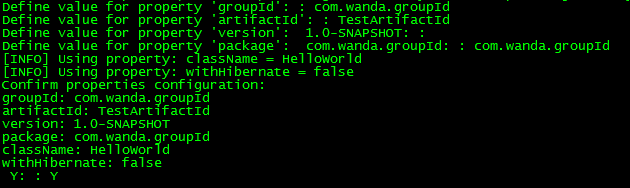 Define value for property 'groupId': : com.wanda.groupId
Define value for property 'artifactId': : TestArtifactId
Define value for property 'version':  1.0-SNAPSHOT: :
Define value for property 'package':  com.wanda.groupId: : com.wanda.groupId
[INFO] Using property: className = HelloWorld
[INFO] Using property: withHibernate = false
Confirm properties configuration:
groupId: com.wanda.groupId
artifactId: TestArtifactId
version: 1.0-SNAPSHOT
package: com.wanda.groupId
className: HelloWorld
withHibernate: false
 Y: : Y